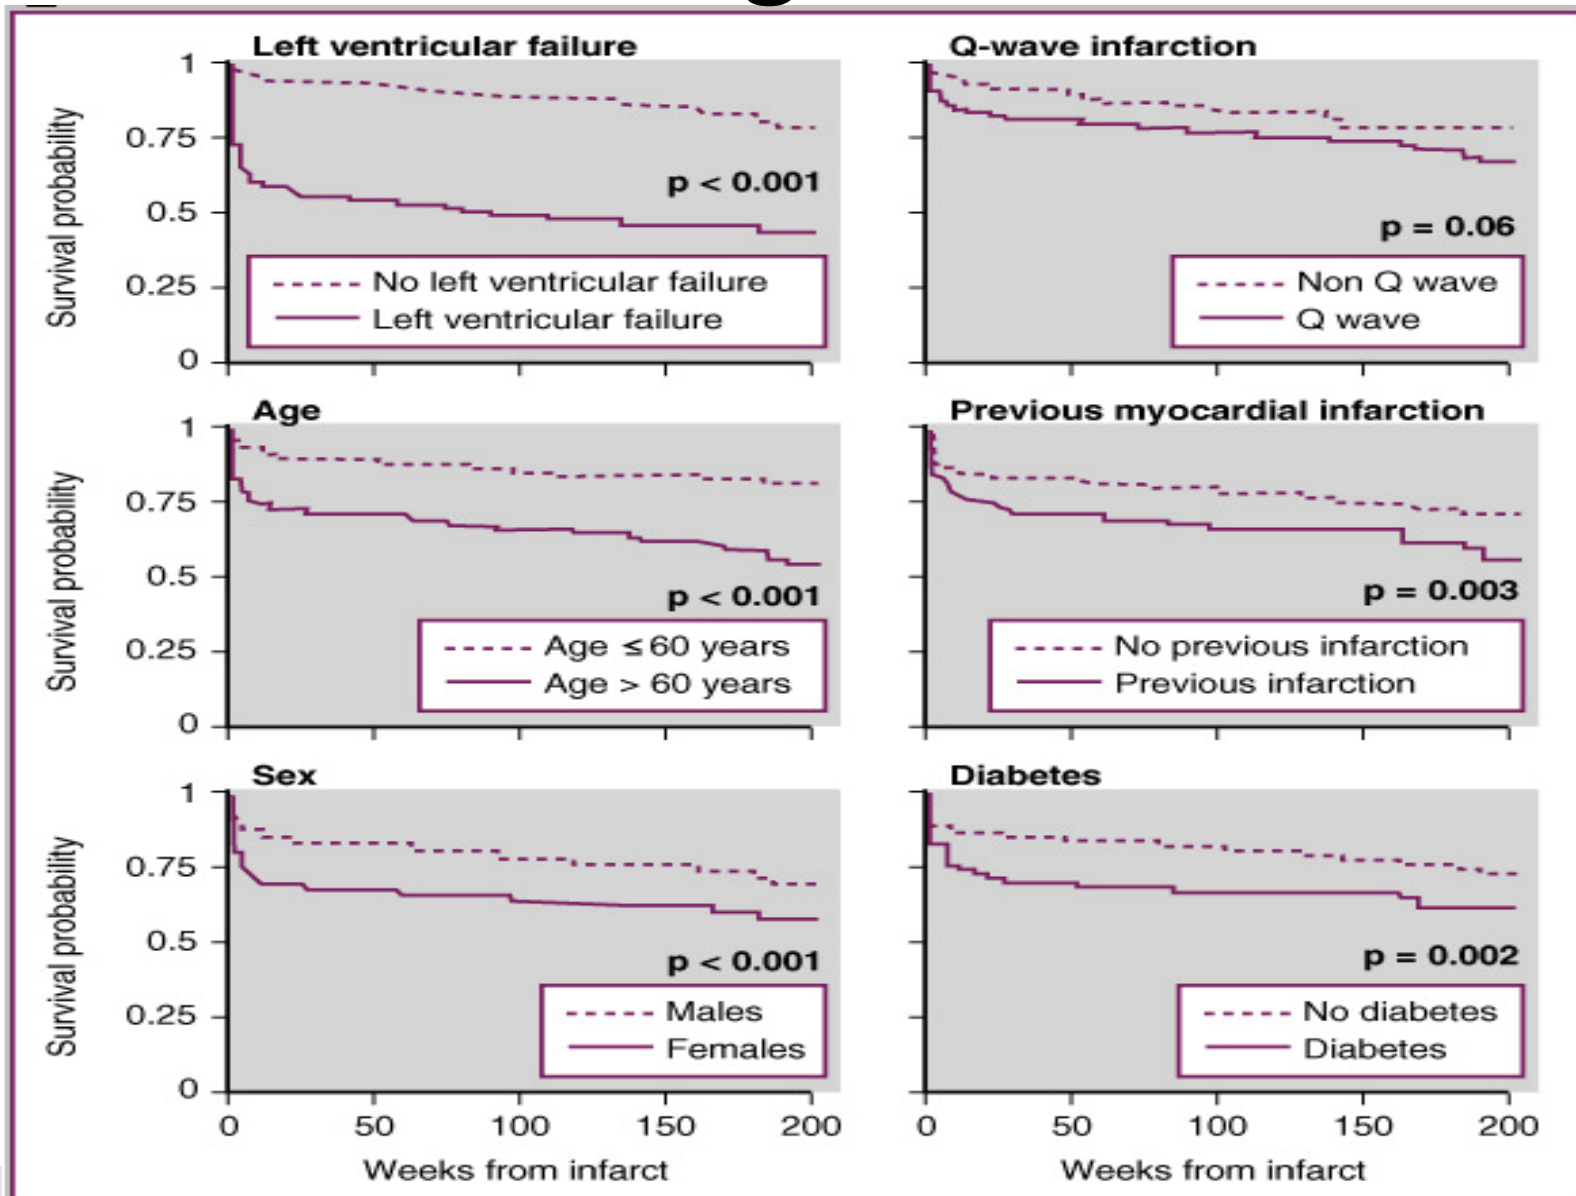 Left ventricular failure
Survival probability
1
0.75
0.5
0.25
0
p < 0.001
No left ventricular failure
Left ventricular failure
Q-wave infarction
p = 0.06
Non Q wave
Q wave
Age
Survival probability
1
0.75
0.5
0.25
0
p < 0.001
Age ≤ 60 years
Age > 60 years
Previous myocardial infarction
p = 0.003
No previous infarction
Previous infarction
Sex
Survival probability
1
0.75
0.5
0.25
0
p < 0.001
Males
Females
0 50 100 150 200
Weeks from infarct
Diabetes
p = 0.002
No diabetes
Diabetes
0 50 100 150 200
Weeks from infarct